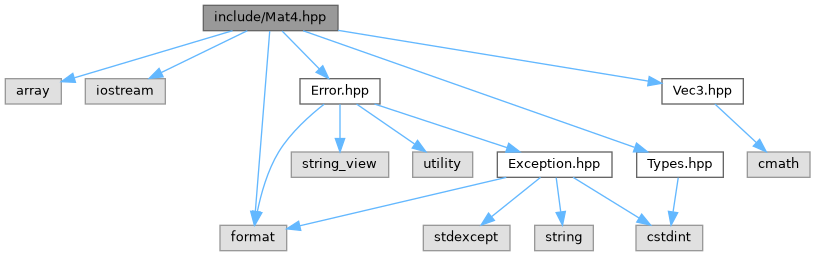 include/Mat4.hpp
array
iostream
Error.hpp
Vec3.hpp
string_view
utility
Exception.hpp
Types.hpp
cmath
format
stdexcept
string
cstdint